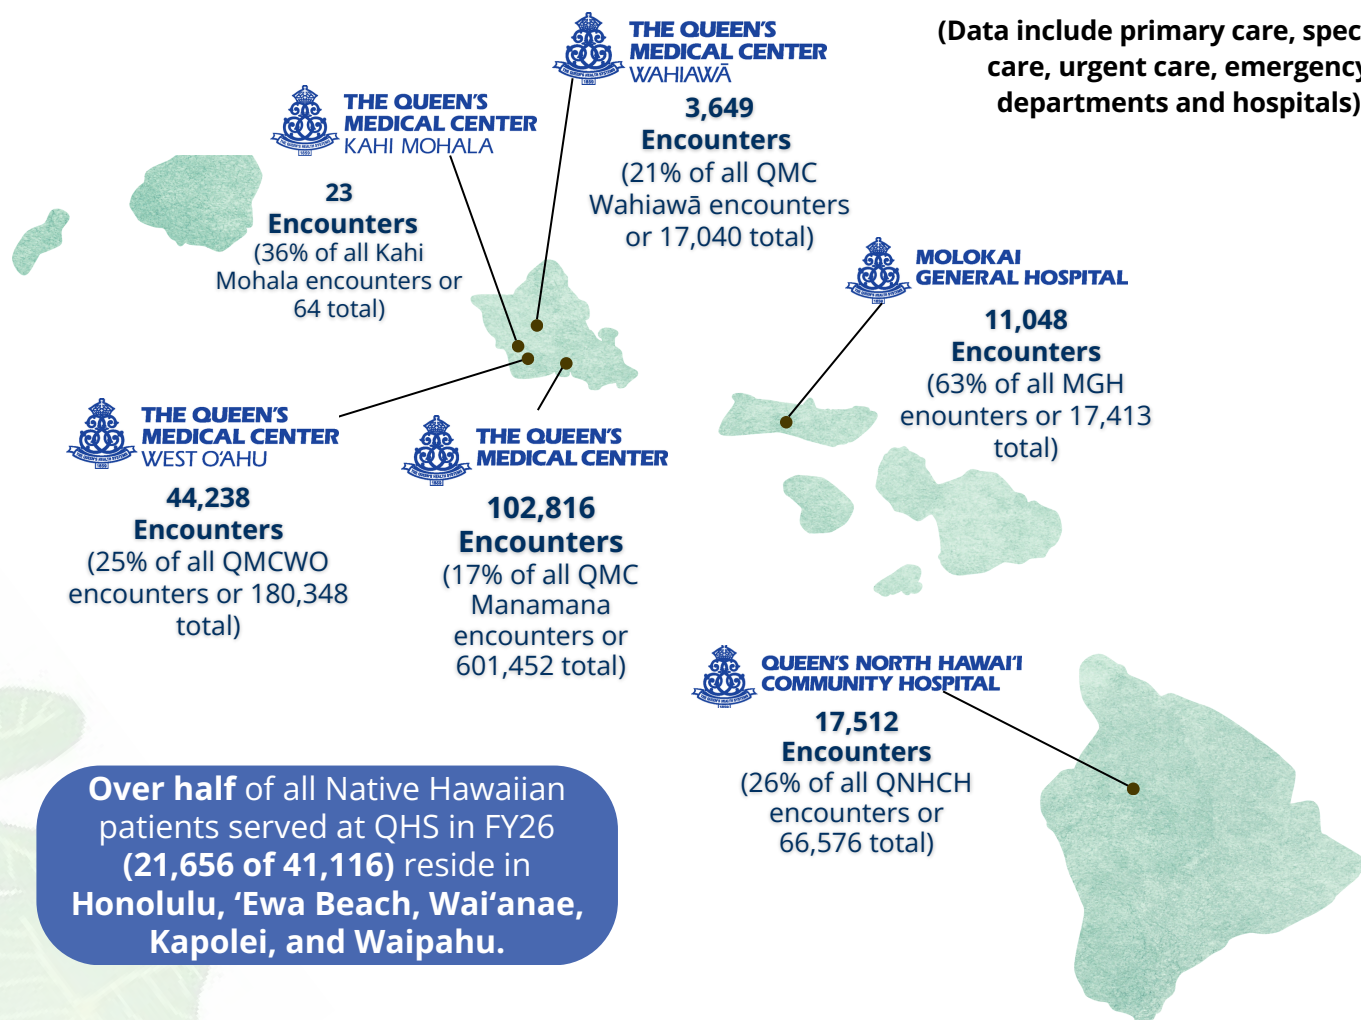 (Data include primary care, spec
care, urgent care, emergency
departments and hospitals)
THE QUEEN'S
MEDICAL CENTER
WAHIAWĀ
3,649
Encounters
(21% of all QMC
Wahiawā encounters
or 17,040 total)
THE QUEEN'S
MEDICAL CENTER
KAHI MOHALA
23
Encounters
(36% of all Kahi
Mohala encounters or
64 total)
MOLOKAI
GENERAL HOSPITAL
11,048
Encounters
(63% of all MGH
enounters or 17,413
total)
THE QUEEN'S
MEDICAL CENTER
WEST O'AHU
44,238
Encounters
(25% of all QMCWO
encounters or 180,348
total)
THE QUEEN'S
MEDICAL CENTER
102,816
Encounters
(17% of all QMC
Manamana
encounters or
601,452 total)
QUEEN'S NORTH HAWAI'I
COMMUNITY HOSPITAL
17,512
Encounters
(26% of all QNHCH
encounters or
66,576 total)
Over half of all Native Hawaiian
patients served at QHS in FY26
(21,656 of 41,116) reside in
Honolulu, ʻEwa Beach, Waiʻanae,
Kapolei, and Waipahu.